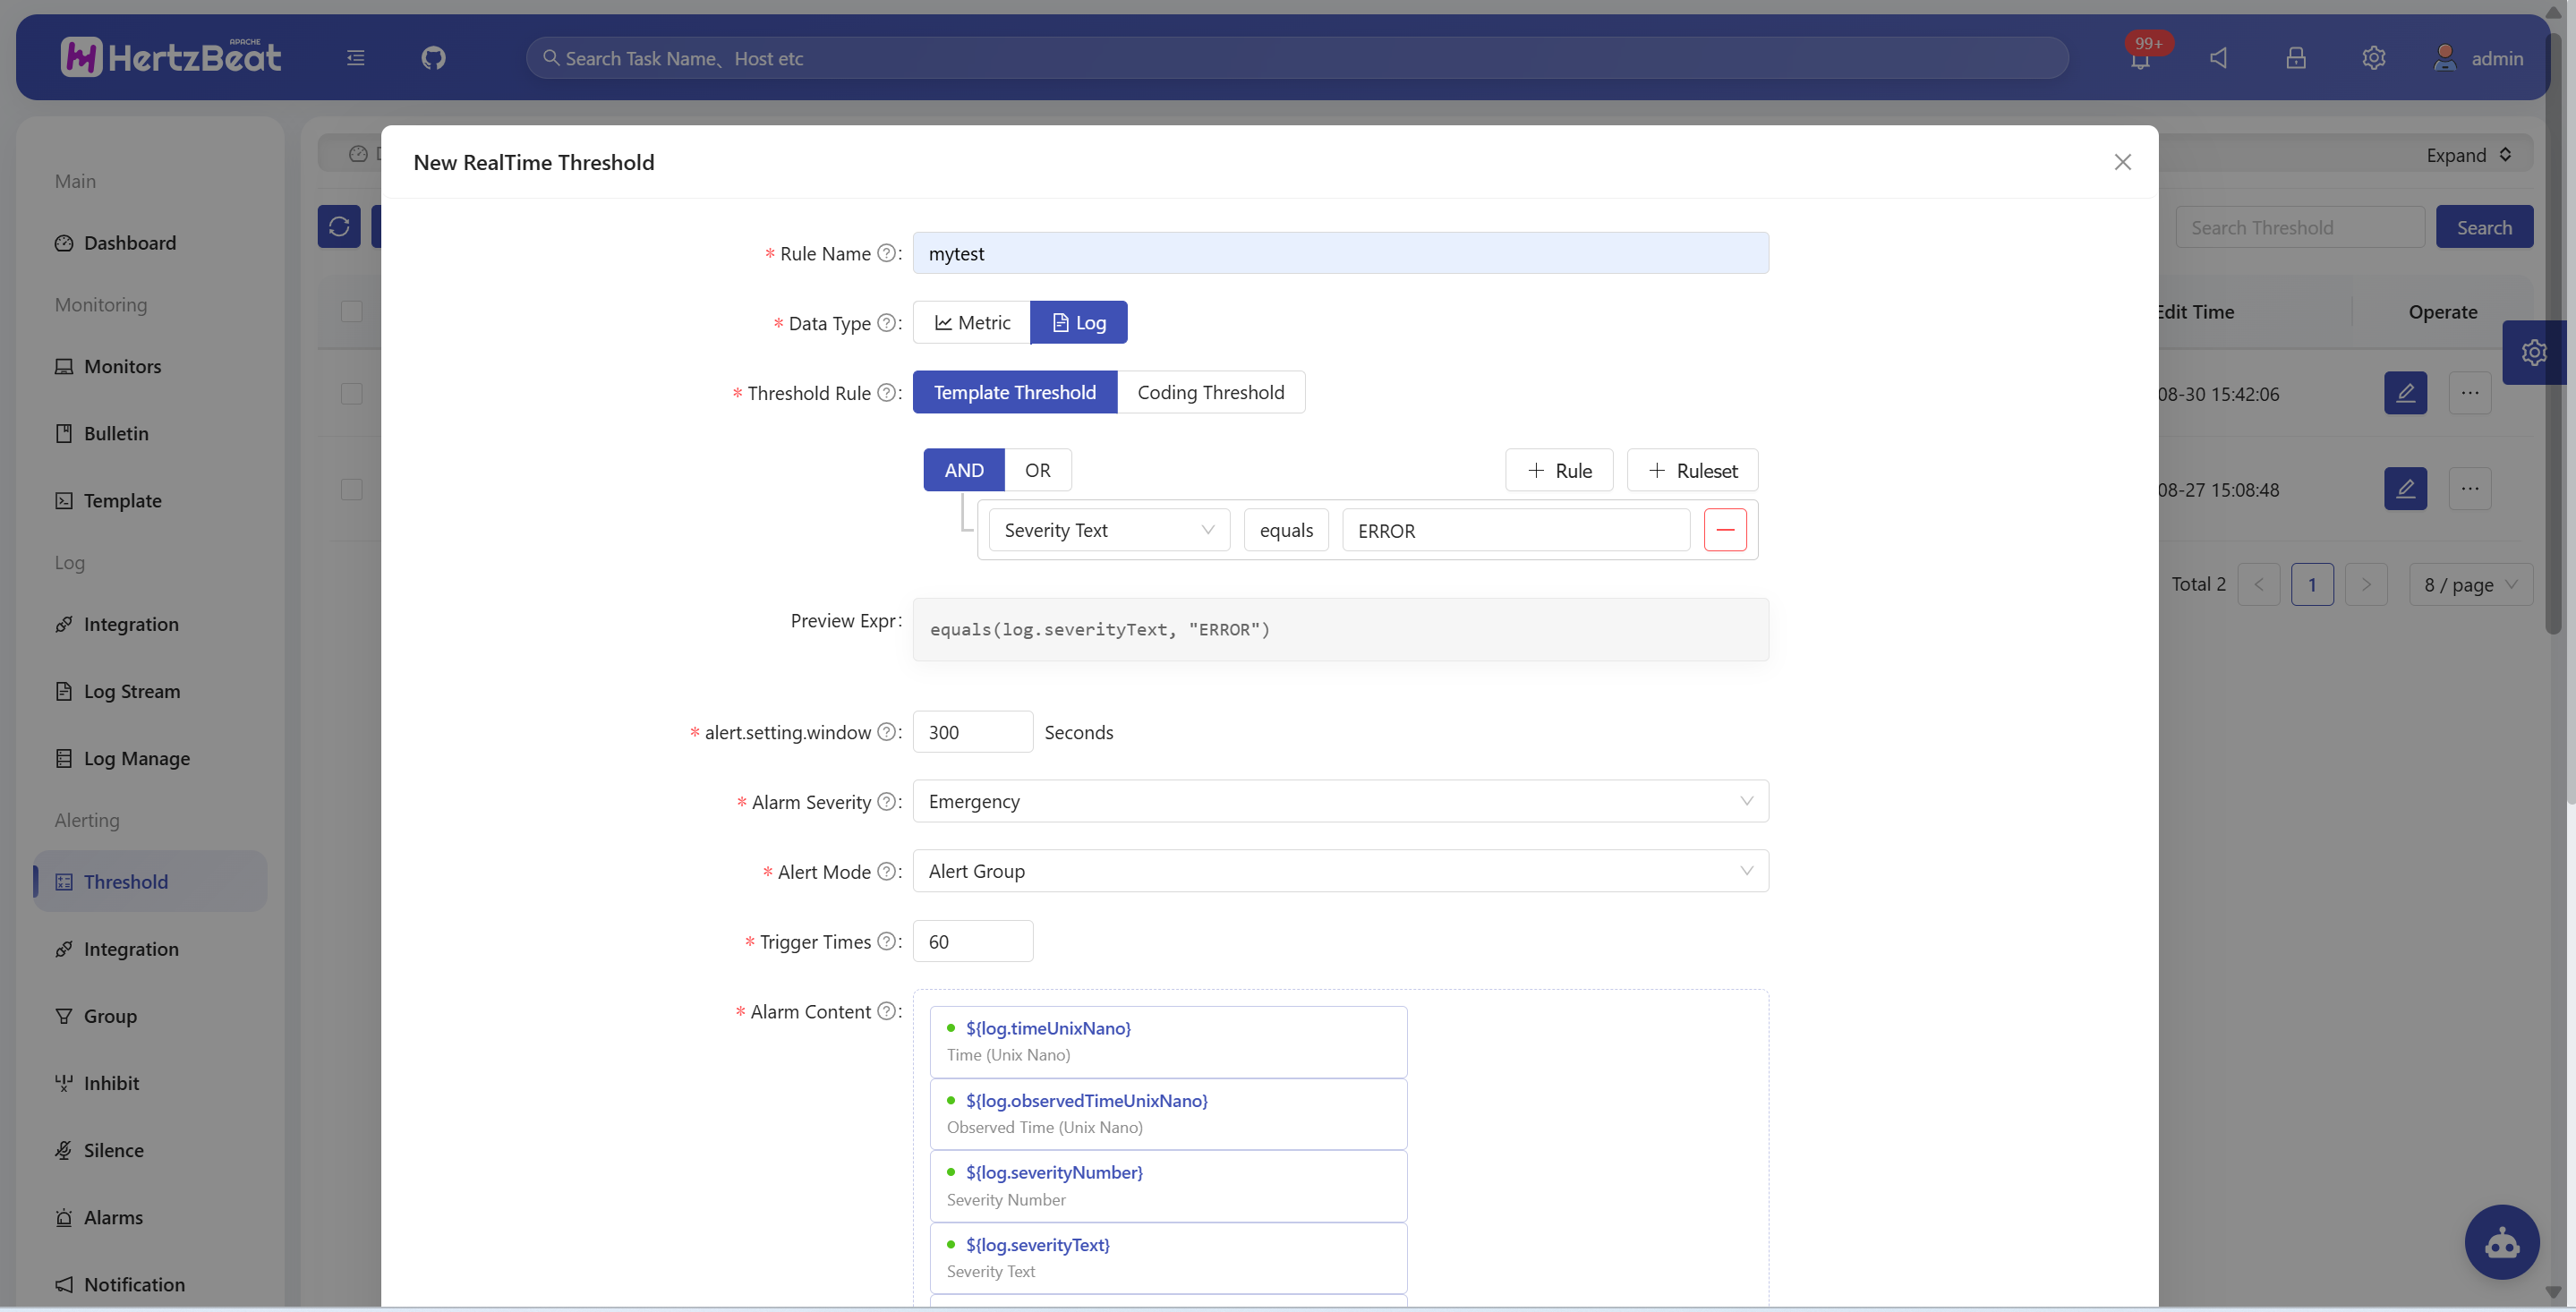 APACHE
HertzBeat
Search Task Name、Host etc
99+
admin
Main
Dashboard
Monitoring
Monitors
Bulletin
Template
Log
Integration
Log Stream
Log Manage
Alerting
Threshold
Integration
Group
Inhibit
Silence
Alarms
Notification
Expand
Search Threshold
Search
Edit Time
Operate
08-30 15:42:06
08-27 15:08:48
Total 2
1
8 / page
New RealTime Threshold
* Rule Name ? :
mytest
* Data Type ? :
Metric
Log
* Threshold Rule ? :
Template Threshold
Coding Threshold
AND
OR
+ Rule
+ Ruleset
Severity Text
equals
ERROR
Preview Expr:
equals(log.severityText, "ERROR")
* alert.setting.window ? :
300
Seconds
* Alarm Severity ? :
Emergency
* Alert Mode ? :
Alert Group
* Trigger Times ? :
60
* Alarm Content ? :
${log.timeUnixNano}
Time (Unix Nano)
${log.observedTimeUnixNano}
Observed Time (Unix Nano)
${log.severityNumber}
Severity Number
${log.severityText}
Severity Text